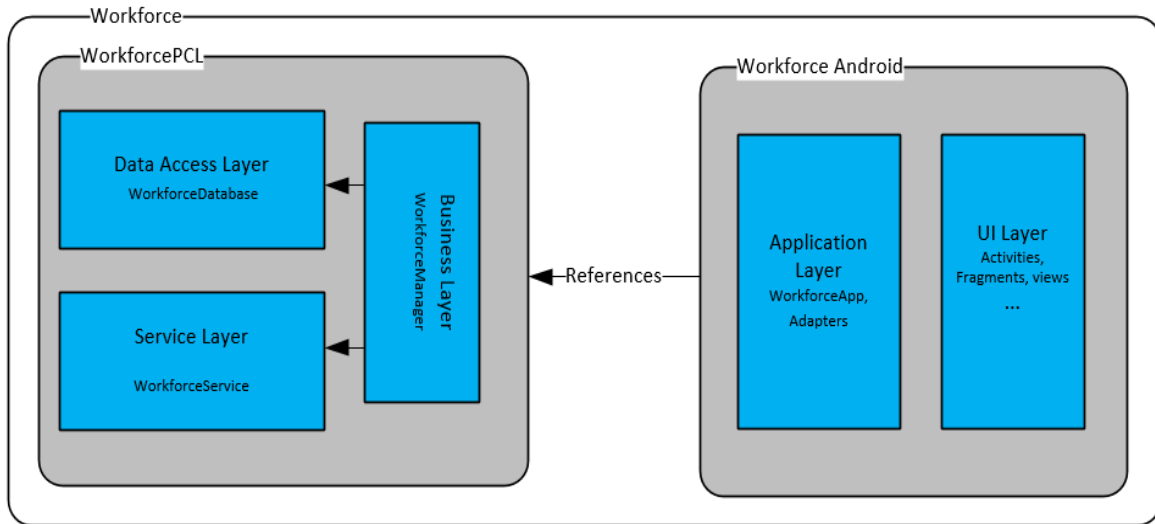 Workforce
WorkforcePCL
Data Access Layer
WorkforceDatabase
Service Layer
WorkforceService
Business Layer
WorkforceManager
References
Workforce Android
Application
Layer
WorkforceApp,
Adapters
UI Layer
Activities,
Fragments, views
...